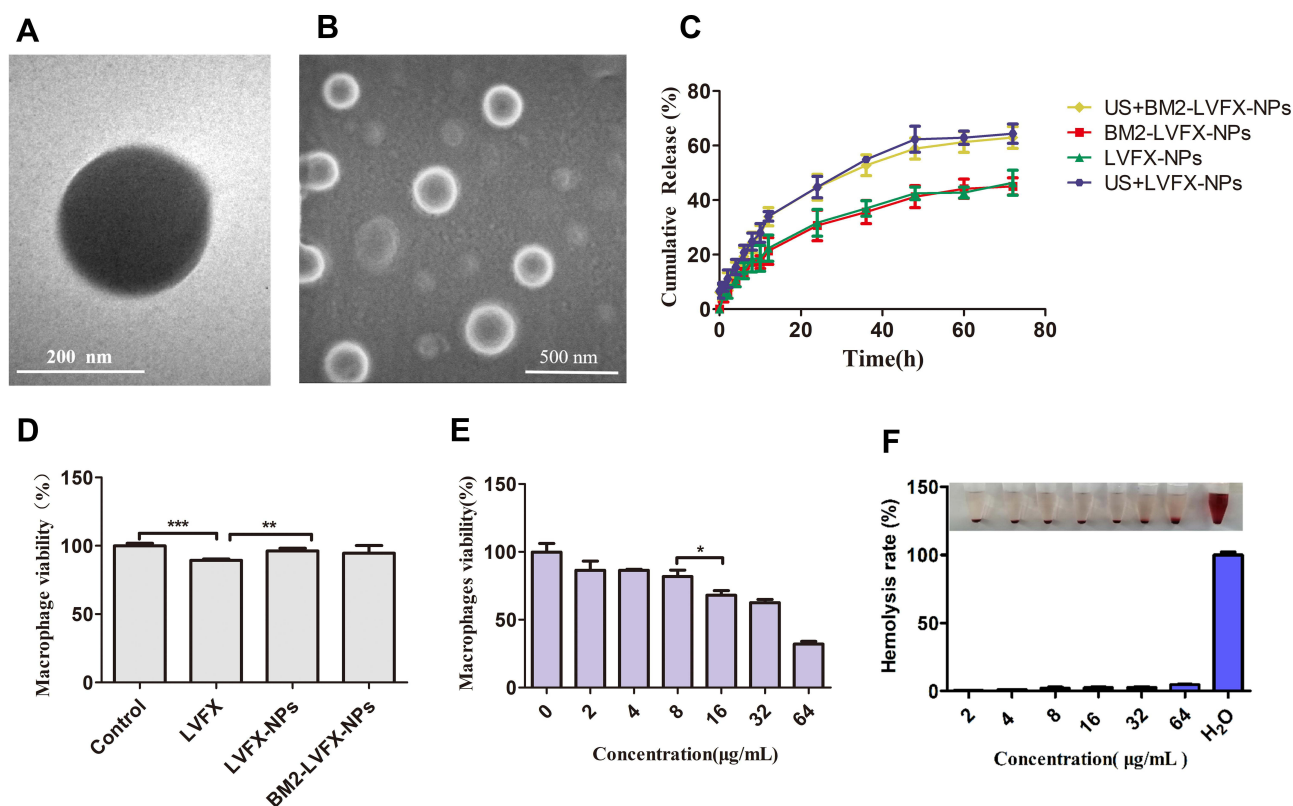 A
B
C
200 nm
500 nm
Cumulative Release (%)
80
60
40
20
0
0
20
40
60
80
Time(h)
US+BM2-LVFX-NPs
BM2-LVFX-NPs
LVFX-NPs
US+LVFX-NPs
D
Macrophage viability (%)
150
100
50
0
***
**
Control
LVFX
LVFX-NPs
BM2-LVFX-NPs
E
Macrophages viability(%)
150
100
50
0
*
0
2
4
8
16
32
64
Concentration(μg/mL)
F
Hemolysis rate (%)
150
100
50
0
2
4
8
16
32
64
H₂O
Concentration( μg/mL )